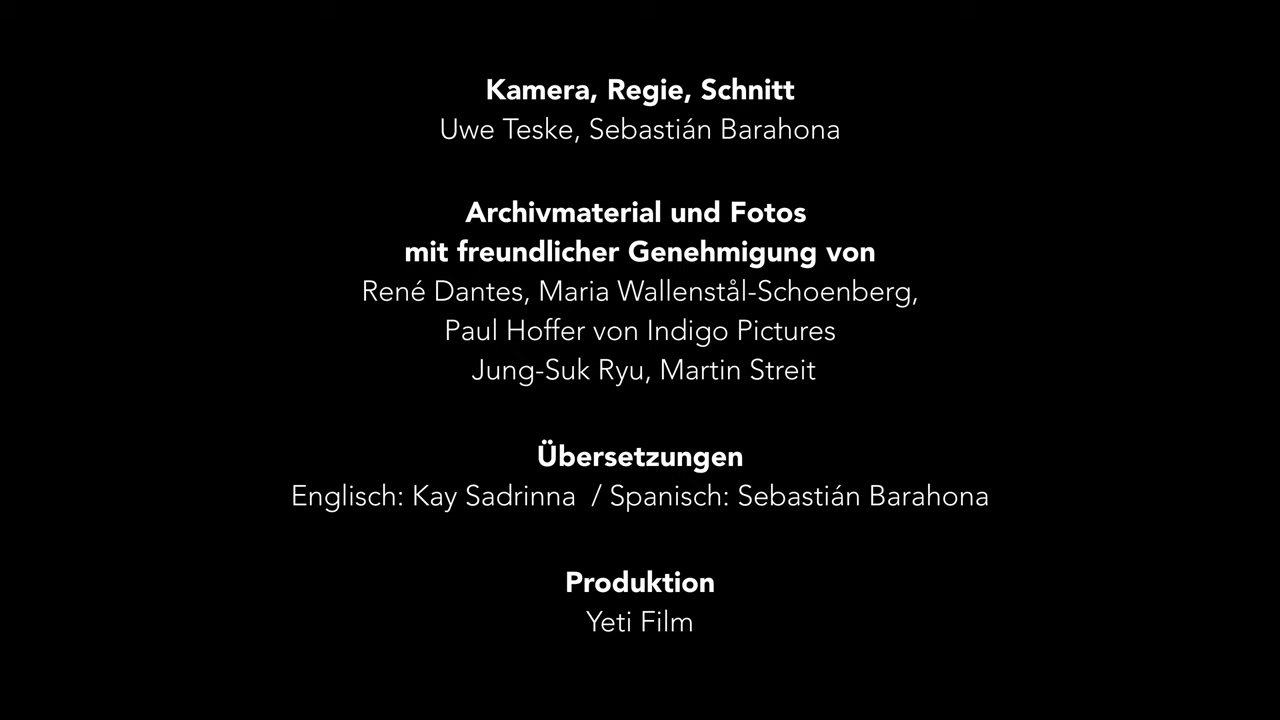 Kamera, Regie, Schnitt
Uwe Teske, Sebastián Barahona
Archivmaterial und Fotos
mit freundlicher Genehmigung von
René Dantes, Maria Wallenstål-Schoenberg,
Paul Hoffer von Indigo Pictures
Jung-Suk Ryu, Martin Streit
Übersetzungen
Englisch: Kay Sadrinna / Spanisch: Sebastián Barahona
Produktion
Yeti Film